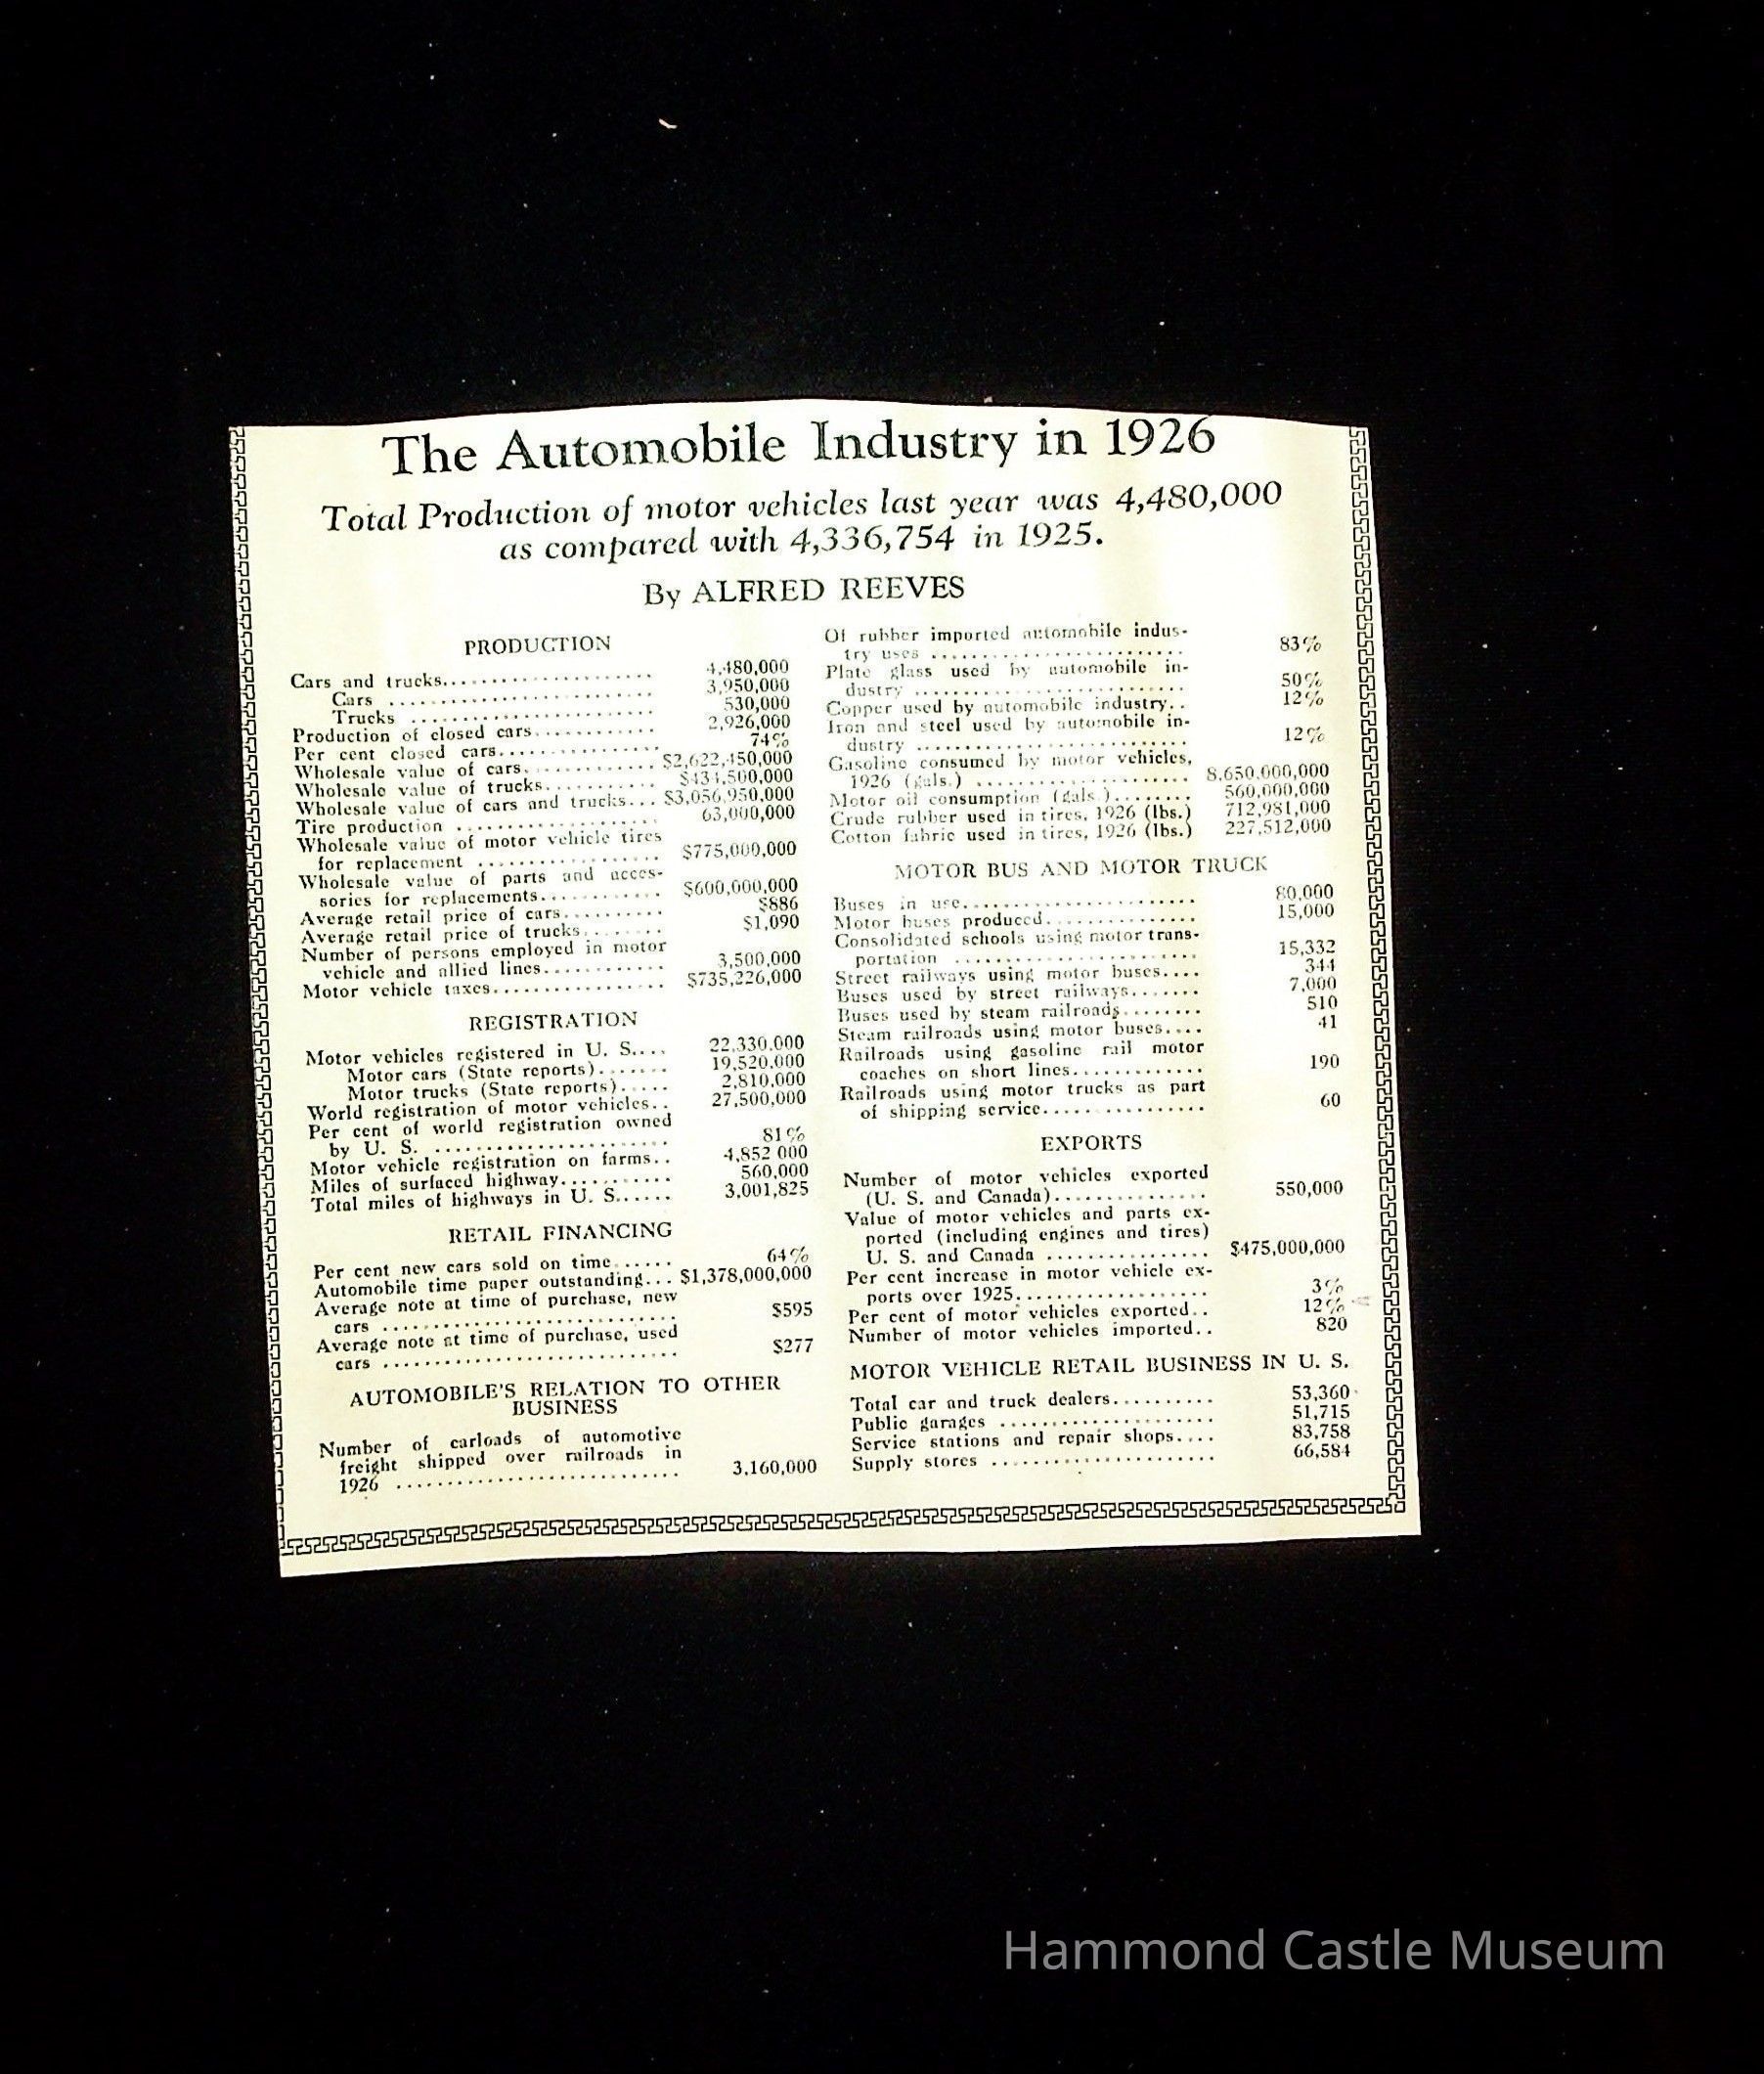 The Automobile Industry in 1926
Total Production of motor vehicles last year was 4,480,000
as compared with 4,336,754 in 1925.
By ALFRED REEVES
PRODUCTION
Cars and trucks..................... 4,480,000
Cars .......................... 3,950,000
Trucks ........................ 530,000
Production of closed cars............ 2,926,000
Per cent closed cars................ 74%
Wholesale value of cars............. $2,622,450,000
Wholesale value of trucks........... $434,500,000
Wholesale value of cars and trucks... $3,056,950,000
Tire production .................... 63,000,000
Wholesale value of motor vehicle tires
for replacement .................. $775,000,000
Wholesale value of parts and acces-
sories for replacements............ $600,000,000
Average retail price of cars.......... $886
Average retail price of trucks........ $1,090
Number of persons employed in motor
vehicle and allied lines............ 3,500,000
Motor vehicle taxes................. $735,226,000
REGISTRATION
Motor vehicles registered in U. S.... 22,330,000
Motor cars (State reports)....... 19,520,000
Motor trucks (State reports)..... 2,810,000
World registration of motor vehicles.. 27,500,000
Per cent of world registration owned
by U. S. ....................... 81%
Motor vehicle registration on farms.. 4,852 000
Miles of surfaced highway........... 560,000
Total miles of highways in U. S...... 3,001,825
RETAIL FINANCING
Per cent new cars sold on time...... 64%
Automobile time paper outstanding... $1,378,000,000
Average note at time of purchase, new
cars ............................. $595
Average note at time of purchase, used
cars ............................. $277
AUTOMOBILE'S RELATION TO OTHER
BUSINESS
Number of carloads of automotive
freight shipped over railroads in
1926 ............................ 3,160,000
Of rubber imported automobile indus-
try uses ......................... 83%
Plate glass used by automobile in-
dustry ........................... 50%
Copper used by automobile industry.. 12%
Iron and steel used by automobile in-
dustry ........................... 12%
Gasoline consumed by motor vehicles,
1926 (gals.) ..................... 8,650,000,000
Motor oil consumption (gals.)........ 560,000,000
Crude rubber used in tires, 1926 (lbs.) 712,981,000
Cotton fabric used in tires, 1926 (lbs.) 227,512,000
MOTOR BUS AND MOTOR TRUCK
Buses in use....................... 80,000
Motor buses produced............... 15,000
Consolidated schools using motor trans-
portation ........................ 15,332
Street railways using motor buses.... 344
Buses used by street railways....... 7,000
Buses used by steam railroads........ 510
Steam railroads using motor buses.... 41
Railroads using gasoline rail motor
coaches on short lines............. 190
Railroads using motor trucks as part
of shipping service................ 60
EXPORTS
Number of motor vehicles exported
(U. S. and Canada)............... 550,000
Value of motor vehicles and parts ex-
ported (including engines and tires)
U. S. and Canada ................ $475,000,000
Per cent increase in motor vehicle ex-
ports over 1925................... 3%
Per cent of motor vehicles exported.. 12%
Number of motor vehicles imported.. 820
MOTOR VEHICLE RETAIL BUSINESS IN U. S.
Total car and truck dealers.......... 53,360
Public garages ..................... 51,715
Service stations and repair shops.... 83,758
Supply stores ...................... 66,584
Hammond Castle Museum